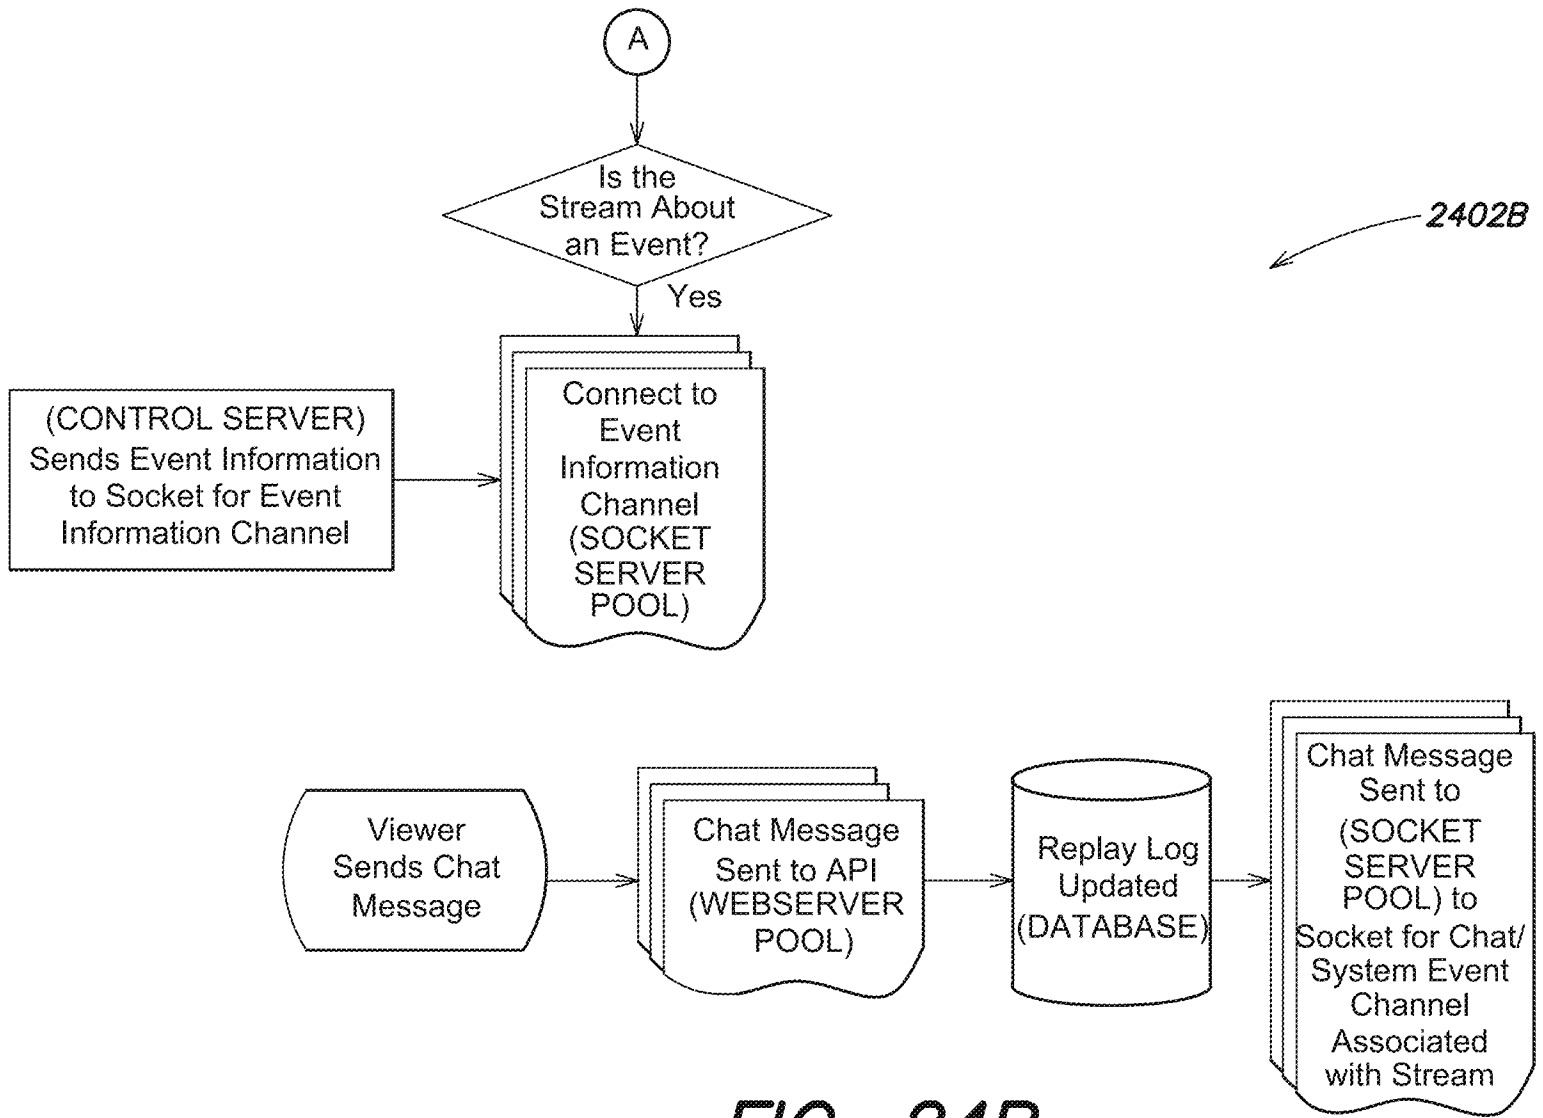 A
Is the
Stream About
an Event?
2402B
Yes
(CONTROL SERVER)
Sends Event Information
to Socket for Event
Information Channel
Connect to
Event
Information
Channel
(SOCKET
SERVER
POOL)
Viewer
Sends Chat
Message
Chat Message
Sent to API
(WEBSERVER
POOL)
Replay Log
Updated
(DATABASE)
Chat Message
Sent to
(SOCKET
SERVER
POOL) to
Socket for Chat/
System Event
Channel
Associated
with Stream
FIG. 24B